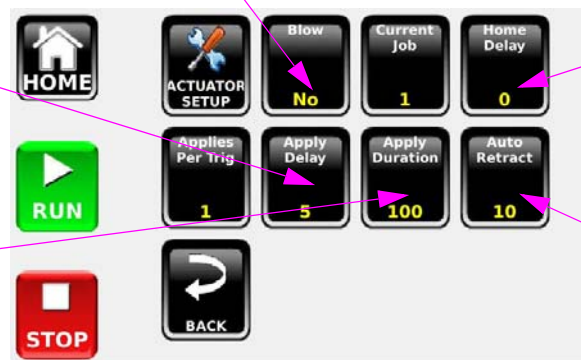 HOME
ACTUATOR
SETUP
Blow
No
Current
Job
1
Home
Delay
0
RUN
Applies
Per Trig
1
Apply
Delay
5
Apply
Duration
100
Auto
Retract
10
STOP
BACK